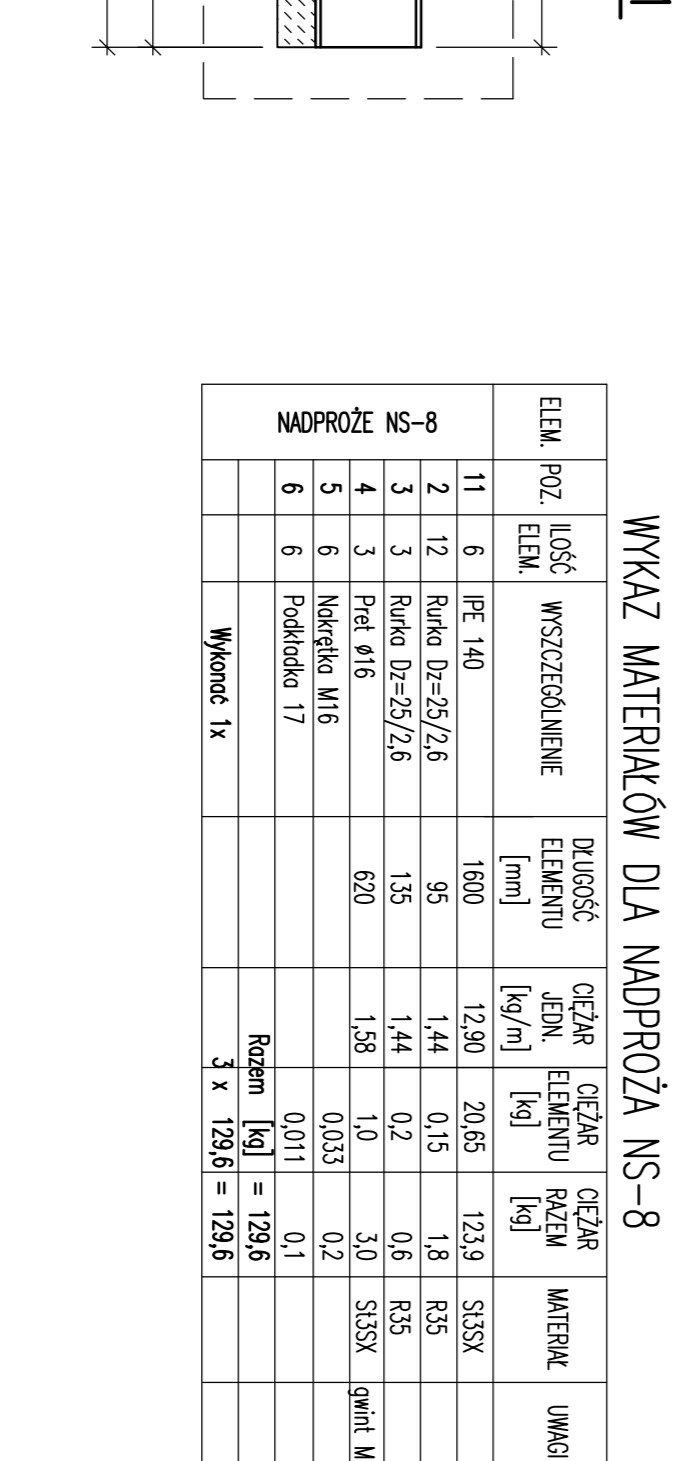 WYKAZ MATERIAŁÓW DLA NADPROŻA NS-8
ELEM. POZ. ILOŚĆ ELEM. WYSZCZEGÓLNIENIE DŁUGOŚĆ ELEMENTU [mm] CIĘŻAR JEDN. [kg/m] CIĘŻAR ELEMENTU [kg] CIĘŻAR RAZEM [kg] MATERIAŁ UWAGI
NADPROŻE NS-8
11 6 IPE 140 1600 12,90 20,65 123,9 St3SX
2 12 Rurka Dz=25/2,6 95 1,44 0,15 1,8 R35
3 3 Rurka Dz=25/2,6 135 1,44 0,2 0,6 R35
4 3 Pret ø16 620 1,58 1,0 3,0 St3SX gwint M
5 6 Nakrętka M16 0,033 0,2
6 6 Podkładka 17 0,011 0,1
Razem [kg] = 129,6
Wykonać 1x 3 x 129,6 = 129,6